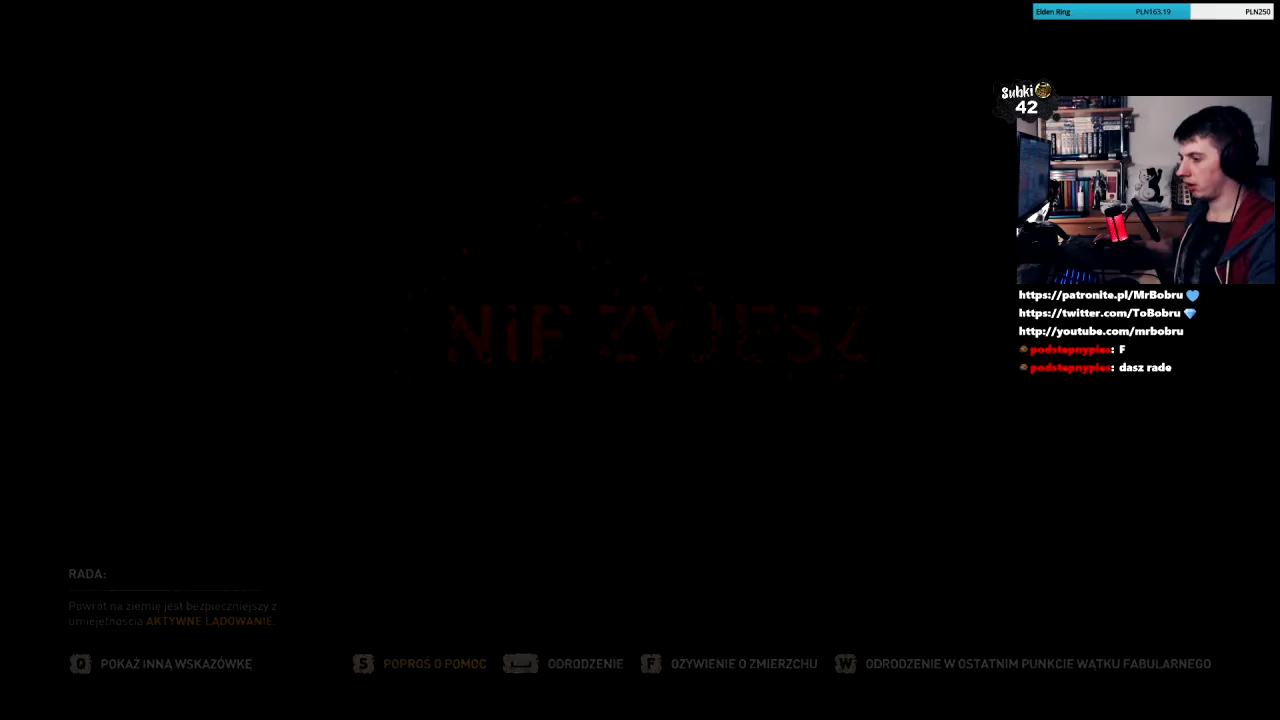 Elden Ring PLN163.19 PLN250
Subki
42
https://patronite.pl/MrBobru
https://twitter.com/ToBobru
http://youtube.com/mrbobru
podstepnypies: F
podstepnypies: dasz rade
NIE ŻYJESZ
RADA:
Powrót na ziemię jest bezpieczniejszy z
umiejętnością AKTYWNE LĄDOWANIE.
Q POKAŻ INNĄ WSKAZÓWKĘ S POPROŚ O POMOC ODRODZENIE F OŻYWIENIE O ZMIERZCHU W ODRODZENIE W OSTATNIM PUNKCIE WĄTKU FABULARNEGO